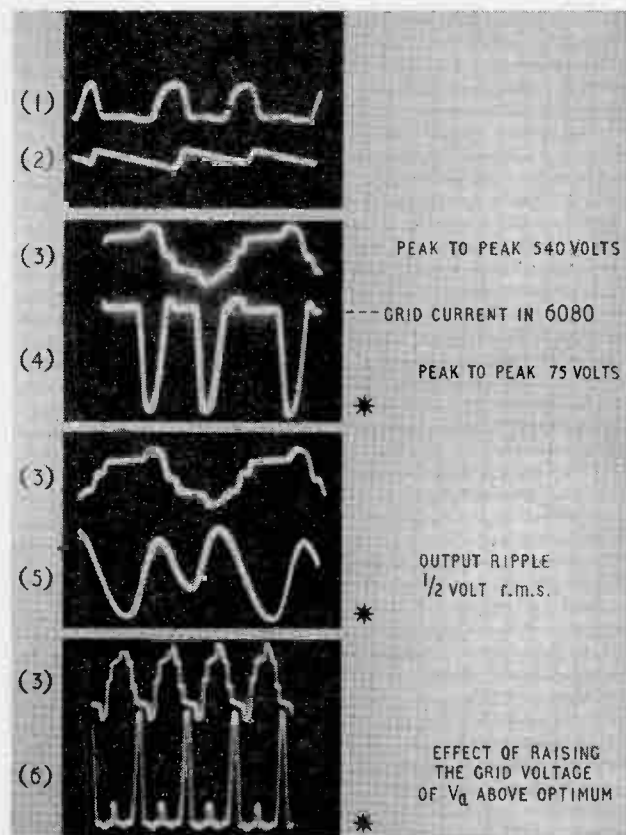 (1)
(2)
(3)
PEAK TO PEAK 540 VOLTS
GRID CURRENT IN 6080
(4)
PEAK TO PEAK 75 VOLTS
(3)
(5)
OUTPUT RIPPLE
1/2 VOLT r.m.s.
(3)
(6)
EFFECT OF RAISING
THE GRID VOLTAGE
OF Va ABOVE OPTIMUM